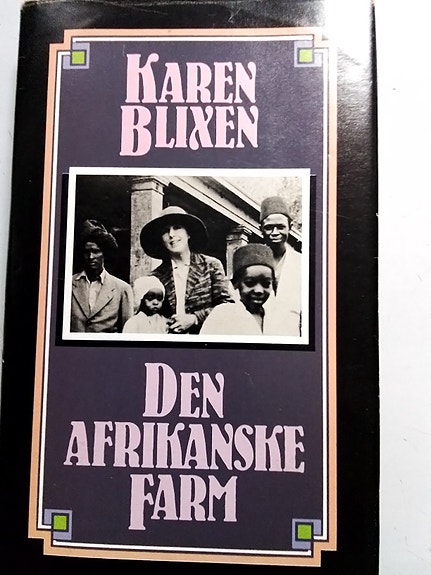 KAREN
BLIXEN
DEN
AFRIKANSKE
FARM